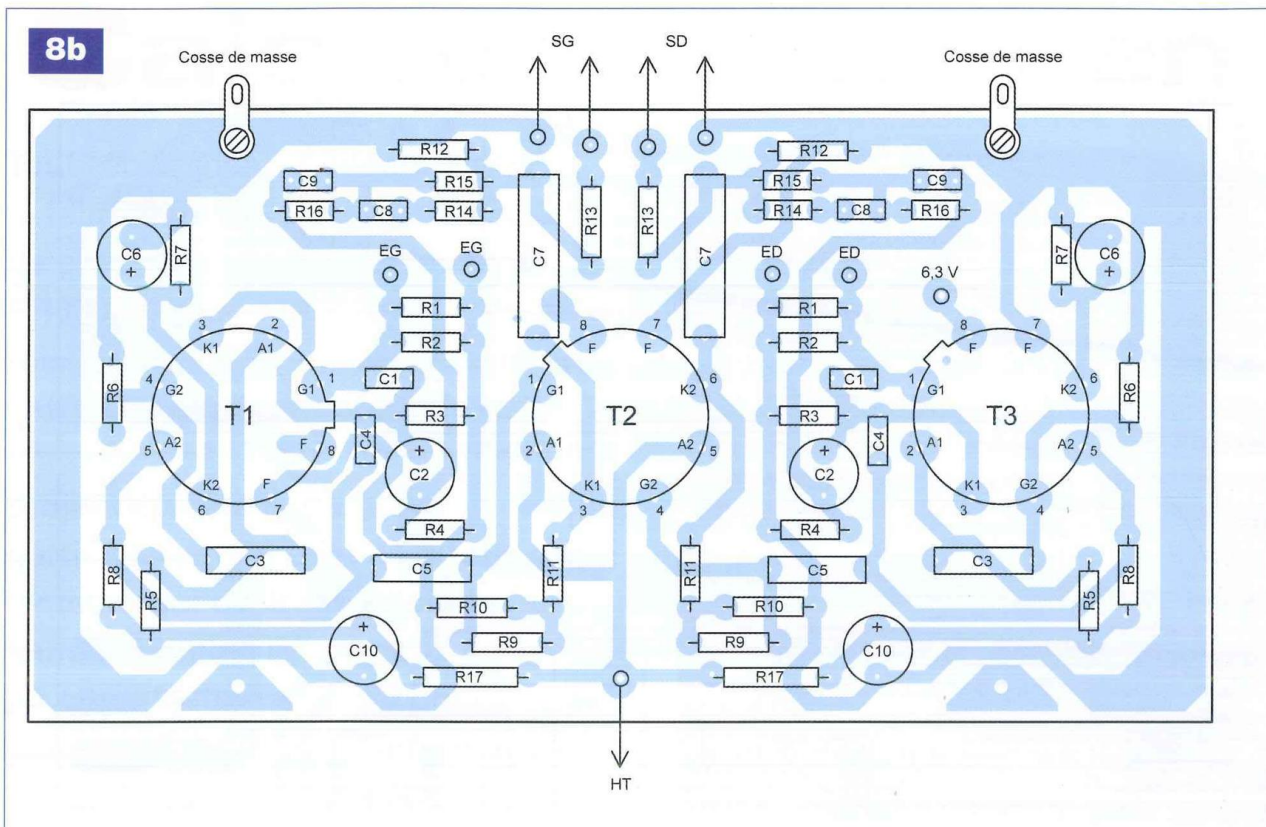 8b
SG SD
Cosse de masse Cosse de masse
R12 R12
C9 R15 R15 C9
R16 C8 R14 R13 R13 R14 C8 R16
C6 + R7 EG EG C7 C7 ED ED 6,3 V R7 C6 +
R1 R1
3 2 8 7 8 7
K1 A1 F F F F
R2 R2
4 1 1 6 1 6
G2 G1 C1 G1 K2 C1 G1 K2
R6 T1 R3 T2 R3 T3 R6
A2 F C4 A1 A2 C4 A1 A2
5 8 + 2 5 + 2 5
C2 C2
K2 F K1 G2 K1 G2
6 7 3 4 3 4
R4 R4
R8 C3 C5 R11 R11 C5 C3 R8
R5 R10 R10 R5
+ R9 R9 +
C10 C10
R17 R17
HT